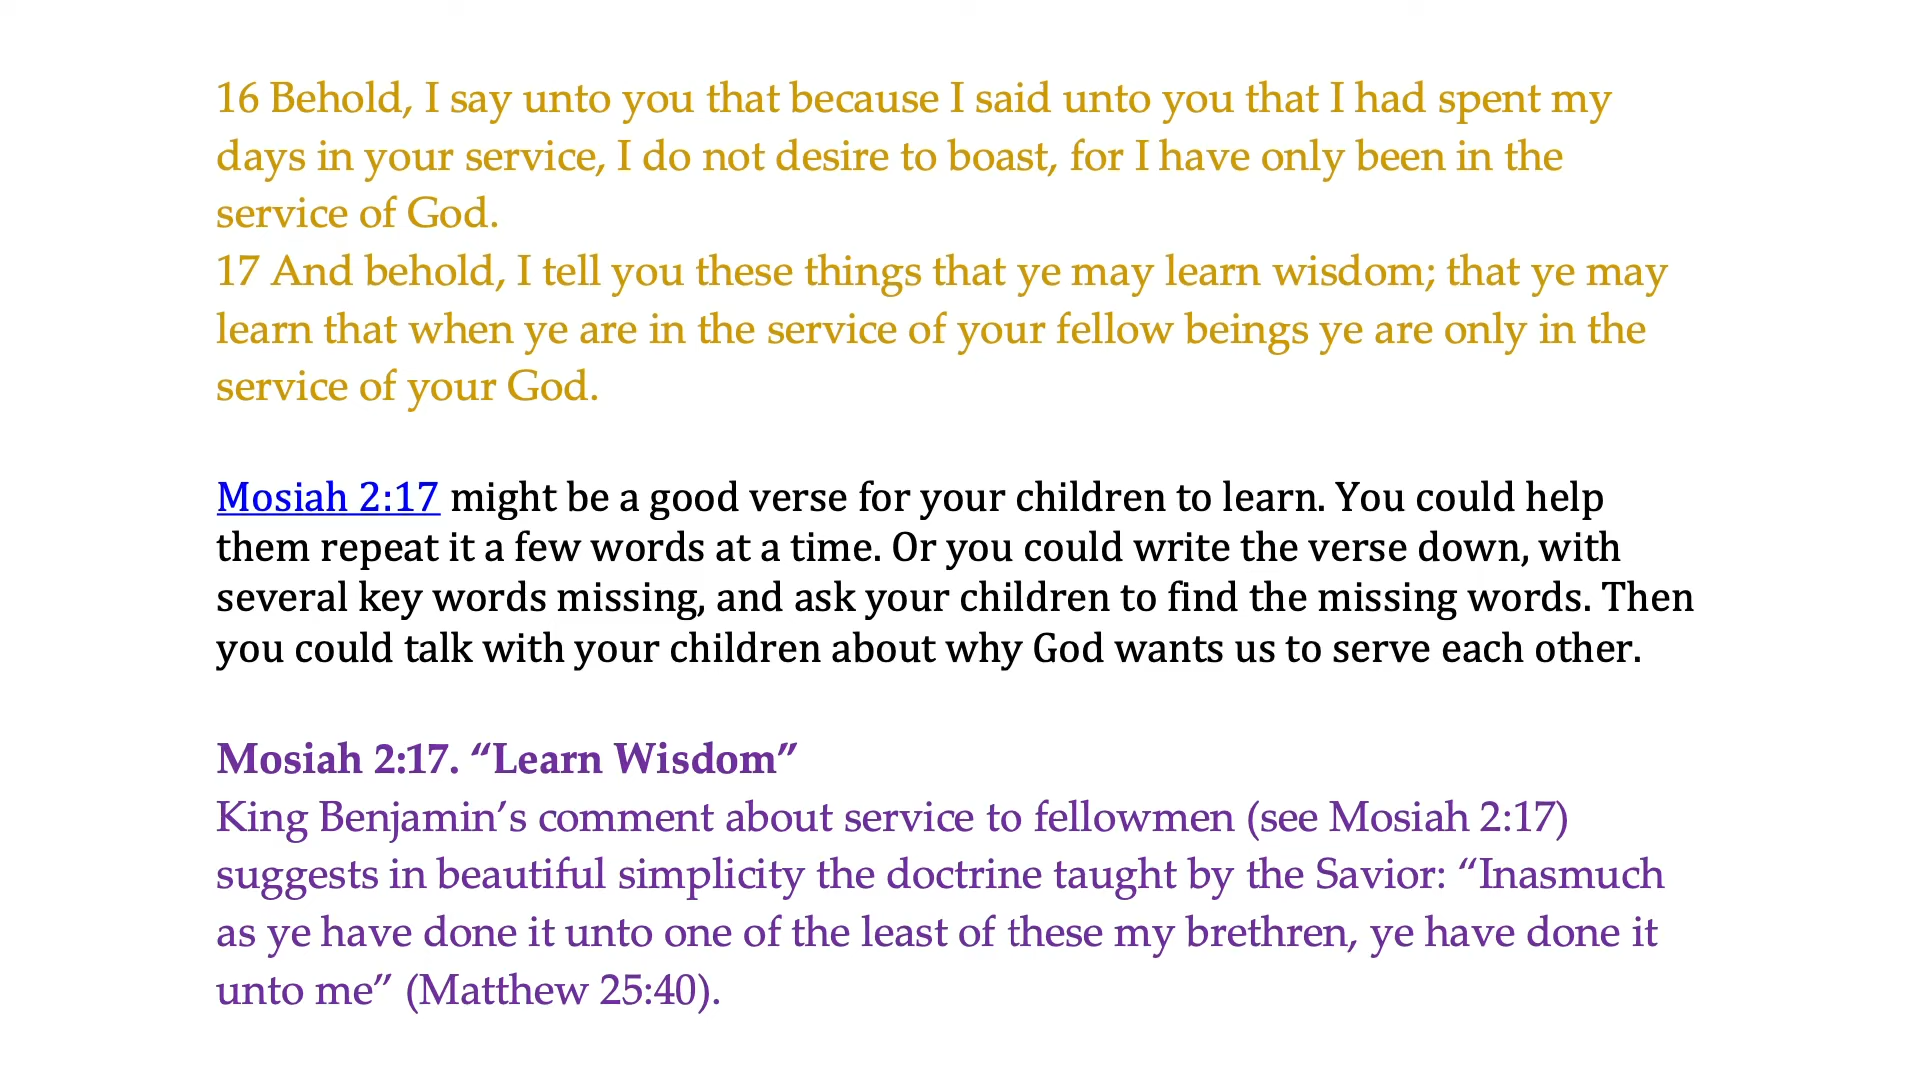 16 Behold, I say unto you that because I said unto you that I had spent my
days in your service, I do not desire to boast, for I have only been in the
service of God.
17 And behold, I tell you these things that ye may learn wisdom; that ye may
learn that when ye are in the service of your fellow beings ye are only in the
service of your God.
Mosiah 2:17 might be a good verse for your children to learn. You could help
them repeat it a few words at a time. Or you could write the verse down, with
several key words missing, and ask your children to find the missing words. Then
you could talk with your children about why God wants us to serve each other.
Mosiah 2:17. “Learn Wisdom”
King Benjamin’s comment about service to fellowmen (see Mosiah 2:17)
suggests in beautiful simplicity the doctrine taught by the Savior: “Inasmuch
as ye have done it unto one of the least of these my brethren, ye have done it
unto me” (Matthew 25:40).